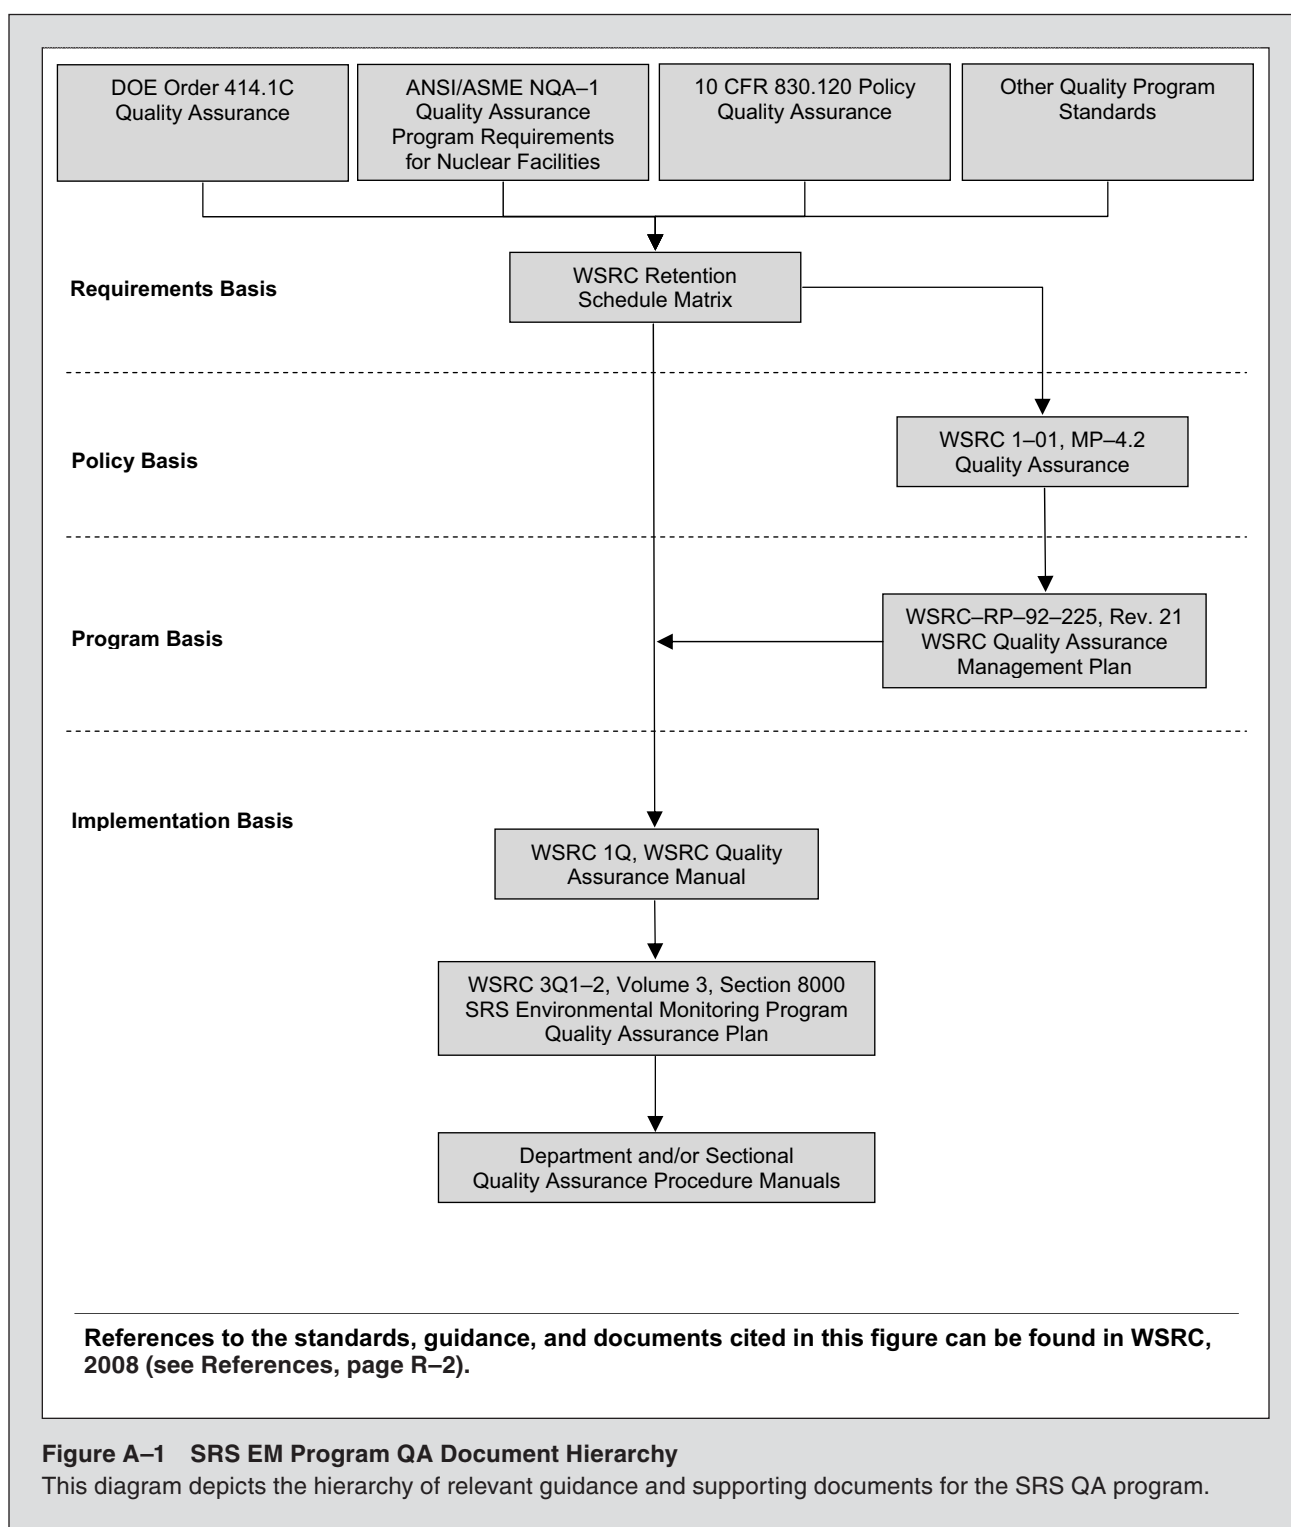 DOE Order 414.1C
Quality Assurance
ANSI/ASME NQA–1
Quality Assurance
Program Requirements
for Nuclear Facilities
10 CFR 830.120 Policy
Quality Assurance
Other Quality Program
Standards
Requirements Basis
WSRC Retention
Schedule Matrix
Policy Basis
WSRC 1–01, MP–4.2
Quality Assurance
Program Basis
WSRC–RP–92–225, Rev. 21
WSRC Quality Assurance
Management Plan
Implementation Basis
WSRC 1Q, WSRC Quality
Assurance Manual
WSRC 3Q1–2, Volume 3, Section 8000
SRS Environmental Monitoring Program
Quality Assurance Plan
Department and/or Sectional
Quality Assurance Procedure Manuals
References to the standards, guidance, and documents cited in this figure can be found in WSRC,
2008 (see References, page R–2).
Figure A–1 SRS EM Program QA Document Hierarchy
This diagram depicts the hierarchy of relevant guidance and supporting documents for the SRS QA program.